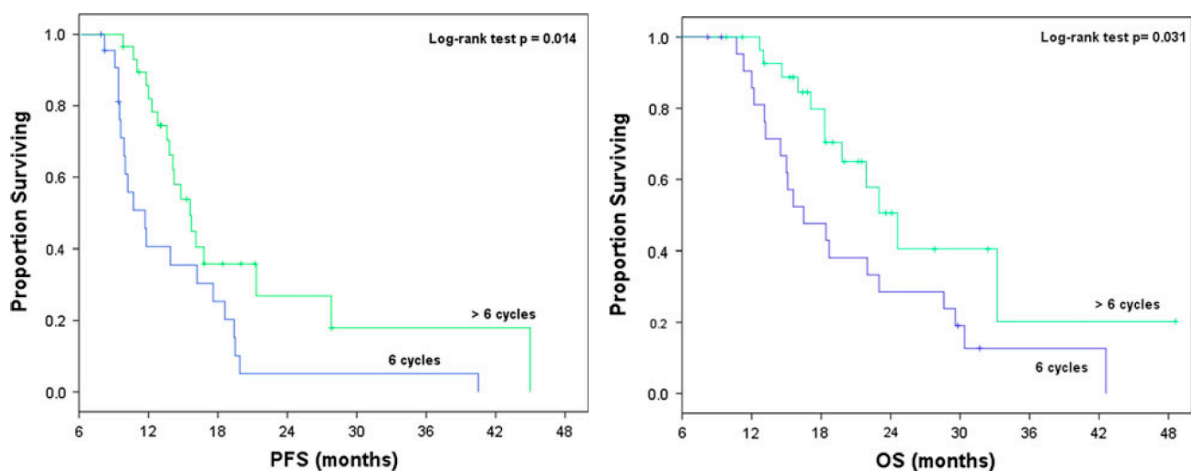 Log-rank test p = 0.014
Proportion Surviving
1.0
0.8
0.6
0.4
0.2
0.0
> 6 cycles
6 cycles
6 12 18 24 30 36 42 48
PFS (months)
Log-rank test p= 0.031
Proportion Surviving
1.0
0.8
0.6
0.4
0.2
0.0
> 6 cycles
6 cycles
6 12 18 24 30 36 42 48
OS (months)